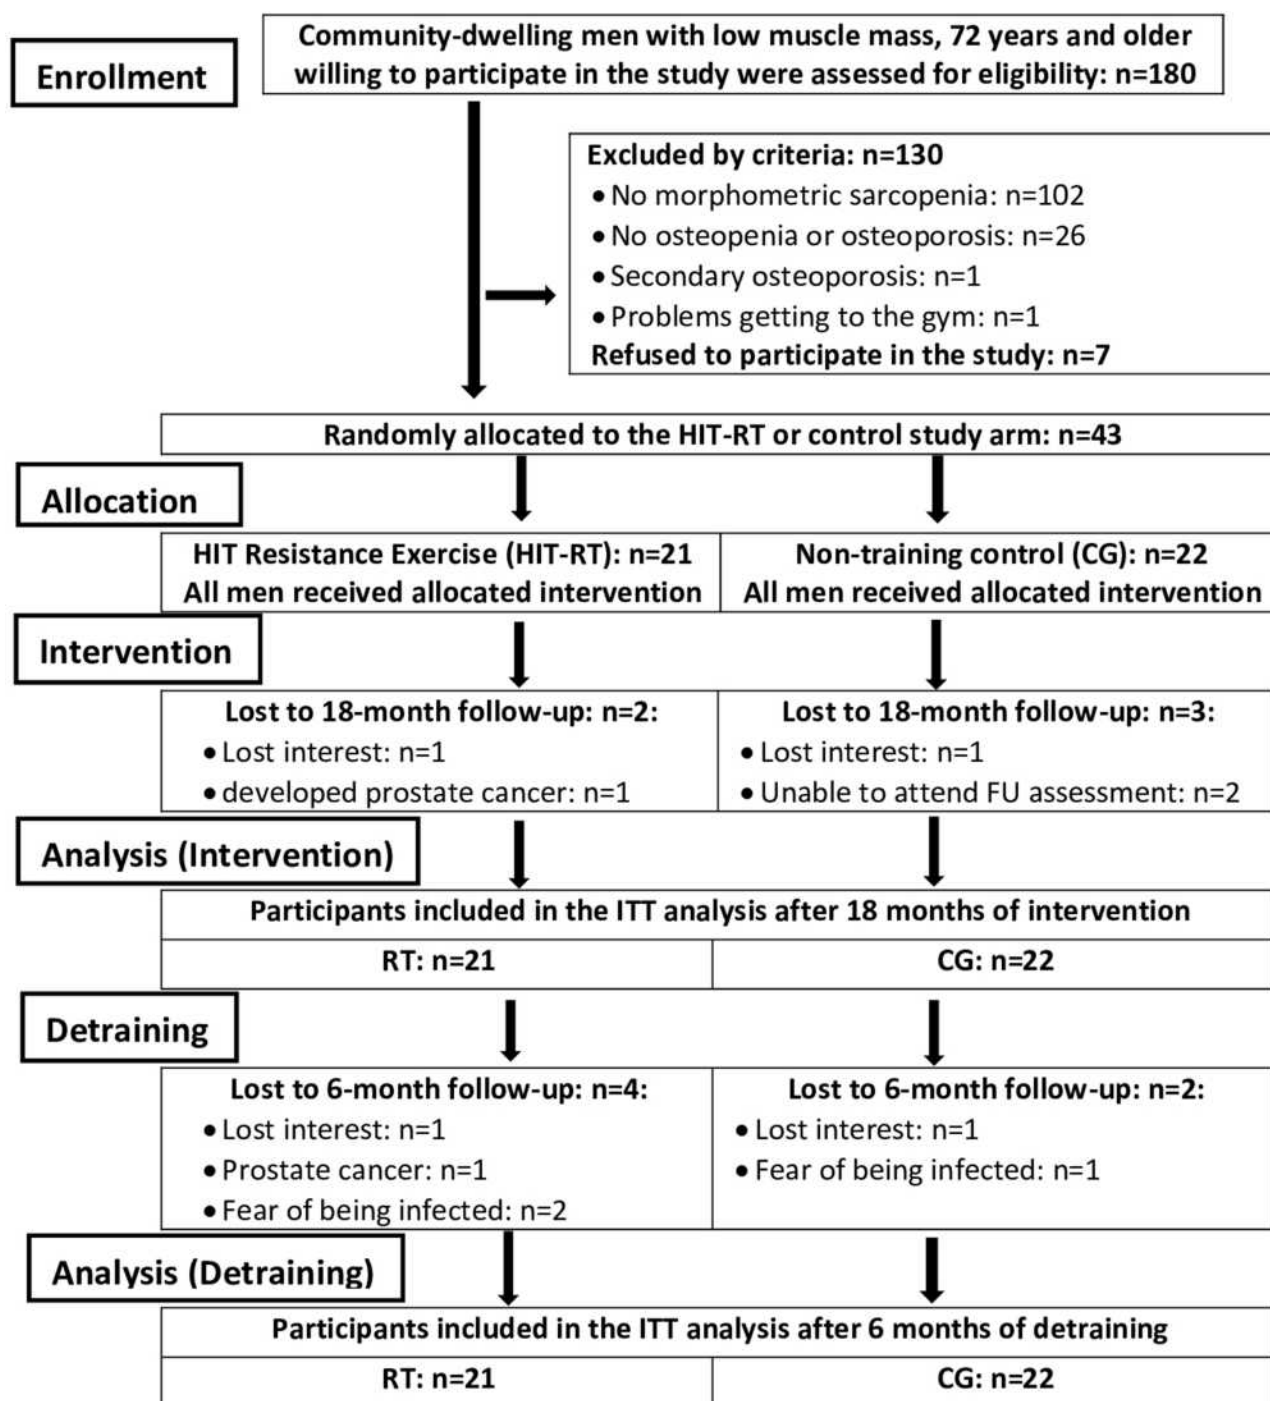 Enrollment
Community-dwelling men with low muscle mass, 72 years and older
willing to participate in the study were assessed for eligibility: n=180
Excluded by criteria: n=130
• No morphometric sarcopenia: n=102
• No osteopenia or osteoporosis: n=26
• Secondary osteoporosis: n=1
• Problems getting to the gym: n=1
Refused to participate in the study: n=7
Randomly allocated to the HIT-RT or control study arm: n=43
Allocation
HIT Resistance Exercise (HIT-RT): n=21
All men received allocated intervention
Non-training control (CG): n=22
All men received allocated intervention
Intervention
Lost to 18-month follow-up: n=2:
• Lost interest: n=1
• developed prostate cancer: n=1
Lost to 18-month follow-up: n=3:
• Lost interest: n=1
• Unable to attend FU assessment: n=2
Analysis (Intervention)
Participants included in the ITT analysis after 18 months of intervention
RT: n=21
CG: n=22
Detraining
Lost to 6-month follow-up: n=4:
• Lost interest: n=1
• Prostate cancer: n=1
• Fear of being infected: n=2
Lost to 6-month follow-up: n=2:
• Lost interest: n=1
• Fear of being infected: n=1
Analysis (Detraining)
Participants included in the ITT analysis after 6 months of detraining
RT: n=21
CG: n=22